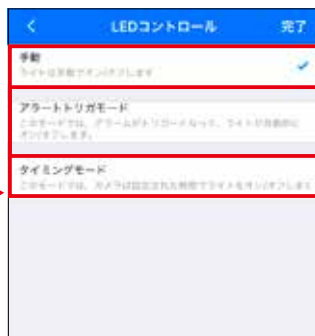 LEDコントロール 完了
手動
ライトは手動でオン/オフします
アラートトリガモード
このモードでは、アラームがトリガードなって、ライトが自動的に
オン/オフします。
タイミングモード
このモードでは、カメラは設定された時間でライトをオン/オフします